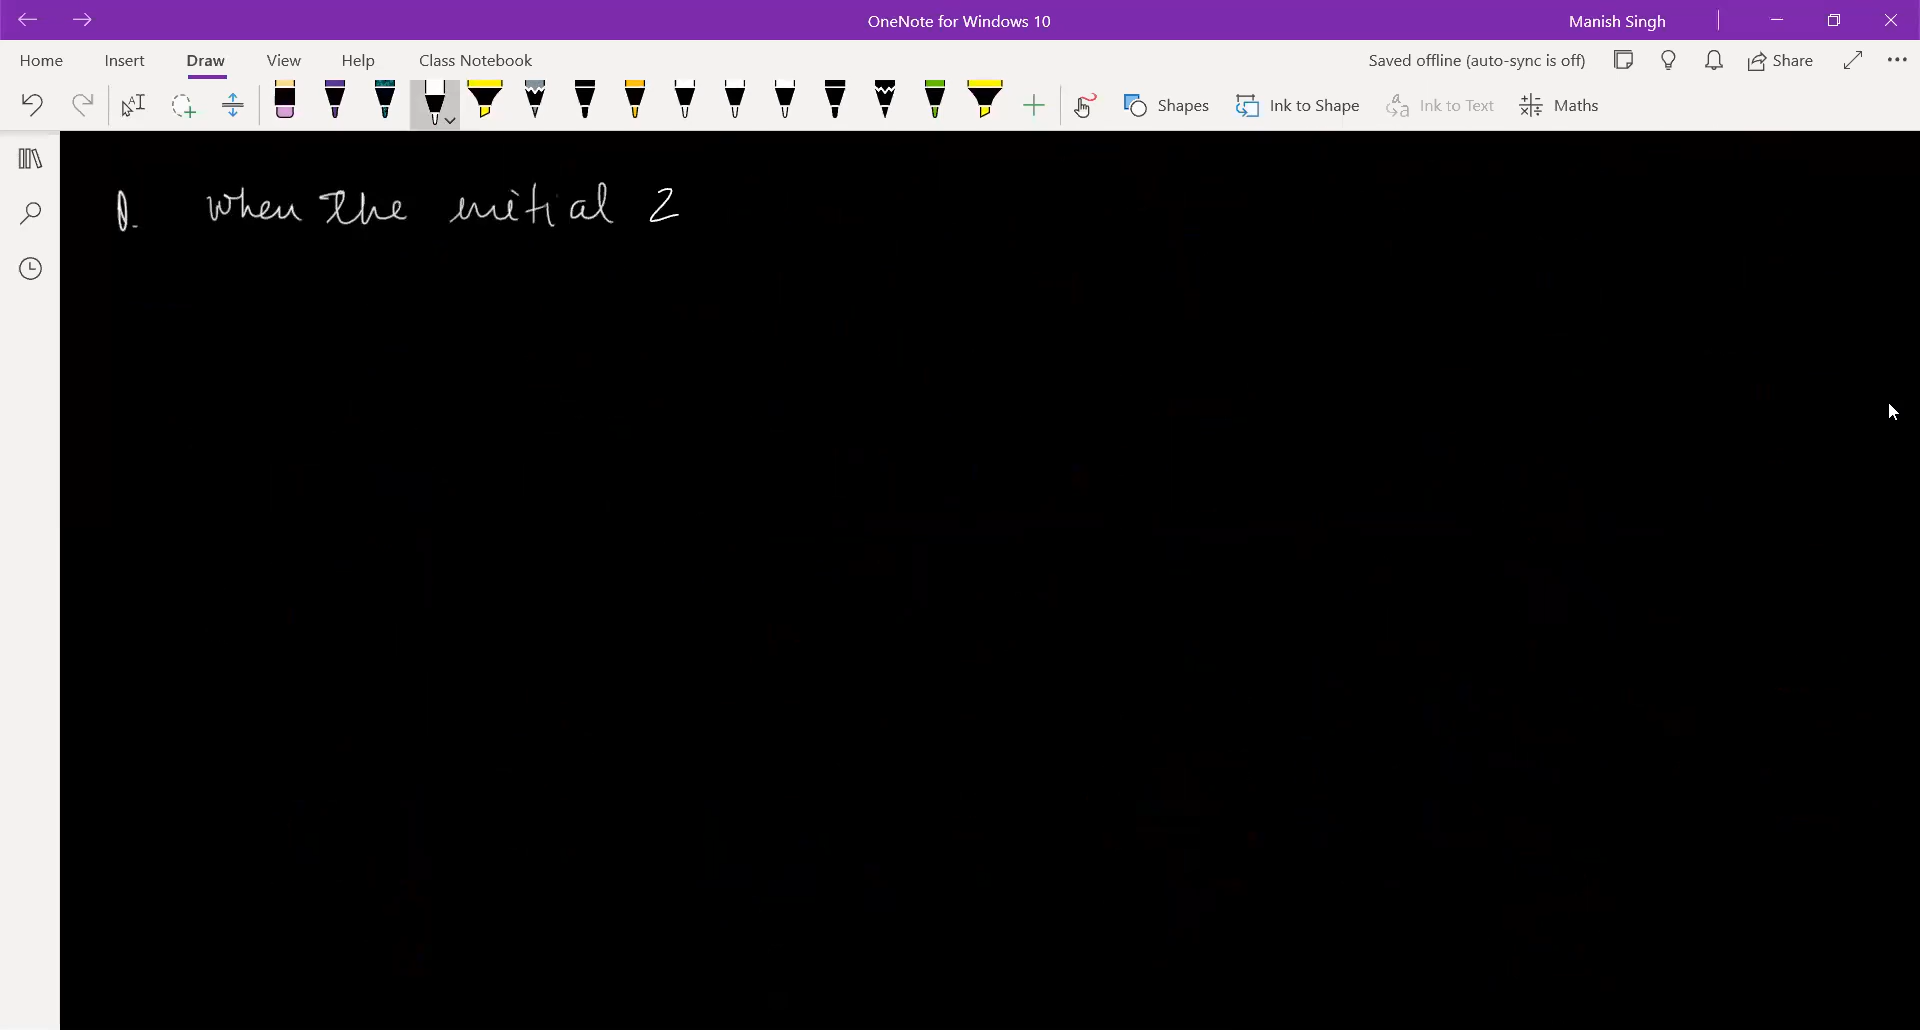 OneNote for Windows 10
Manish Singh
Home Insert Draw View Help Class Notebook
Saved offline (auto-sync is off) Share
Shapes Ink to Shape Ink to Text Maths
Q. when the initial 2